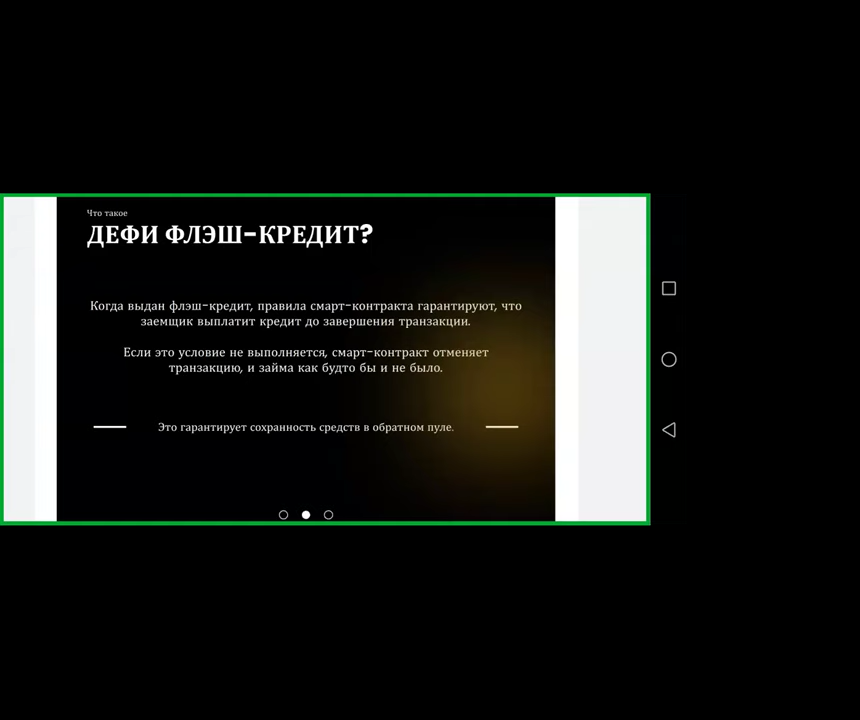 Что такое
ДЕФИ ФЛЭШ-КРЕДИТ?
Когда выдан флэш-кредит, правила смарт-контракта гарантируют, что
заемщик выплатит кредит до завершения транзакции.
Если это условие не выполняется, смарт-контракт отменяет
транзакцию, и займа как будто бы и не было.
Это гарантирует сохранность средств в обратном пуле.